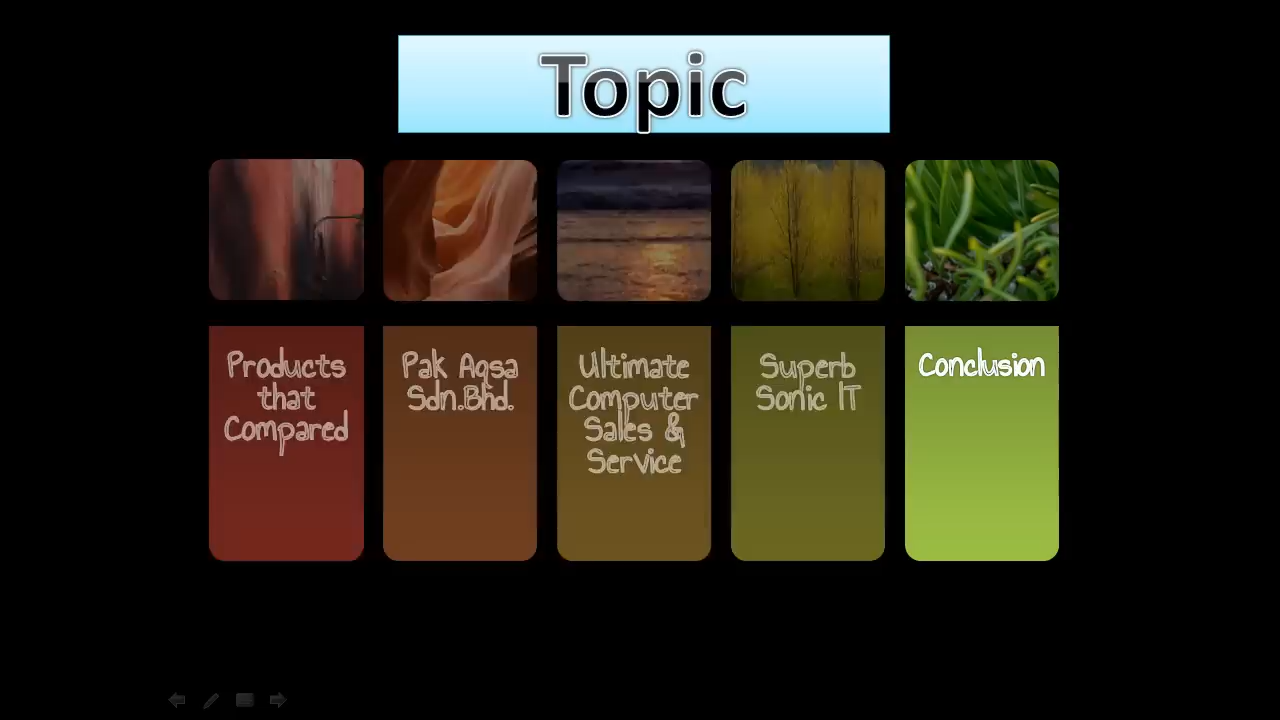 Topic
Products
that
Compared
Pak Aqsa
Sdn.Bhd.
Ultimate
Computer
Sales &
Service
Superb
Sonic IT
Conclusion